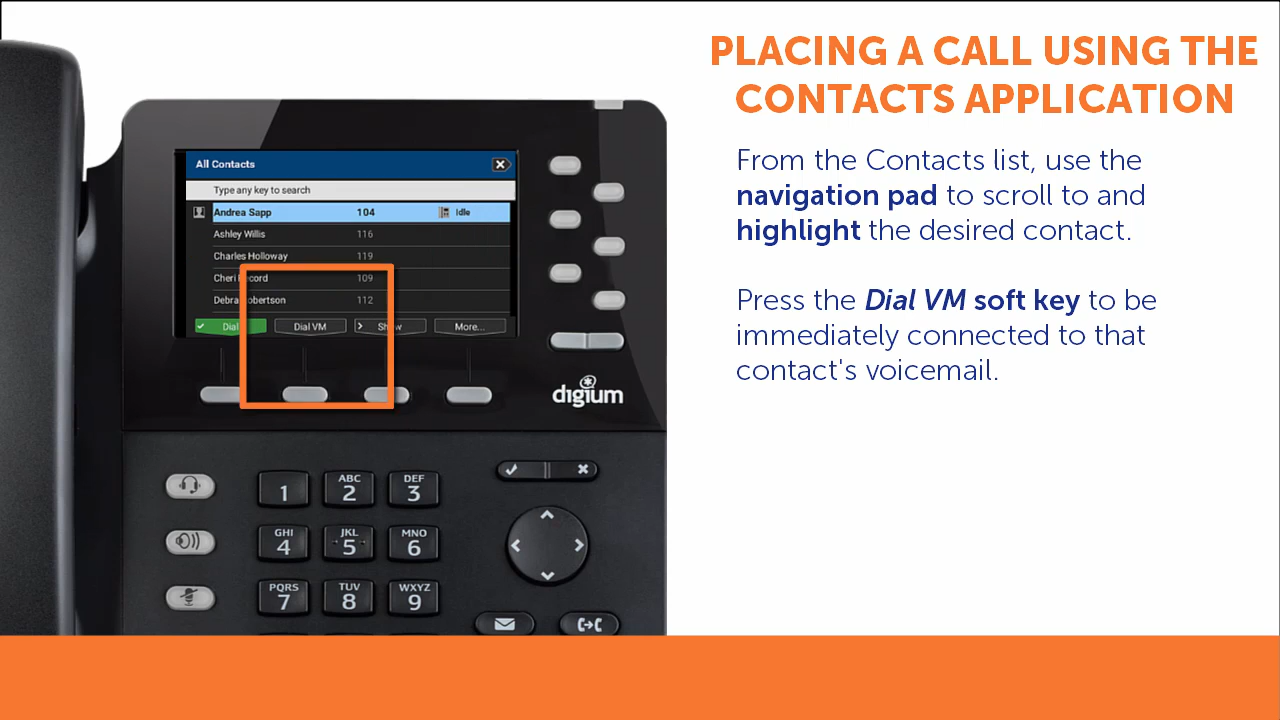 PLACING A CALL USING THE
CONTACTS APPLICATION
From the Contacts list, use the
navigation pad to scroll to and
highlight the desired contact.
Press the Dial VM soft key to be
immediately connected to that
contact's voicemail.
All Contacts
Type any key to search
Andrea Sapp 104 Idle
Ashley Willis 116
Charles Holloway 119
Cheri 109
Debra 112
Dial Dial VM More...
digium
1 ABC 2 DEF 3
GHI 4 JKL 5 MNO 6
PQRS 7 TUV 8 WXYZ 9